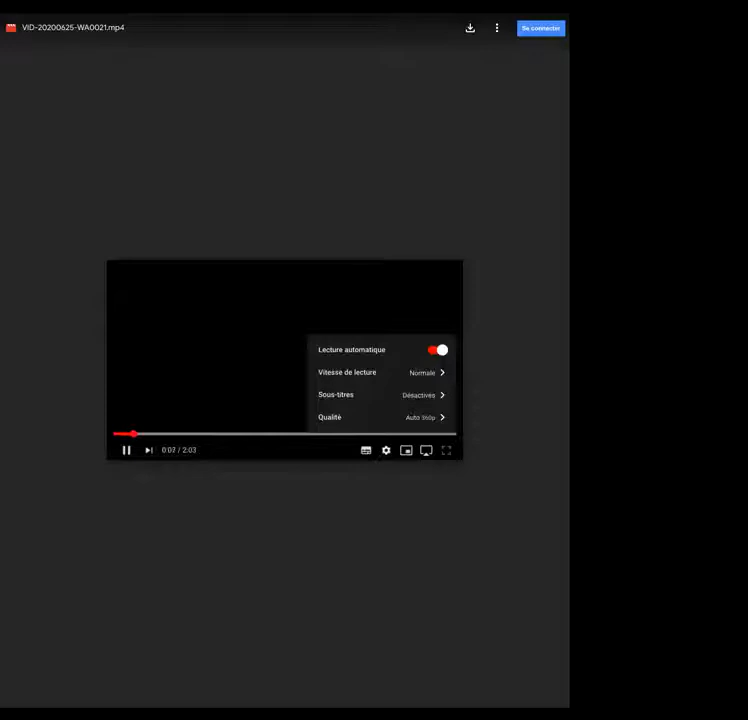 VID-20200625-WA0021.mp4
Se connecter
Lecture automatique
Vitesse de lecture Normale
Sous-titres Désactivés
Qualité Auto 360p
0:07 / 2:03